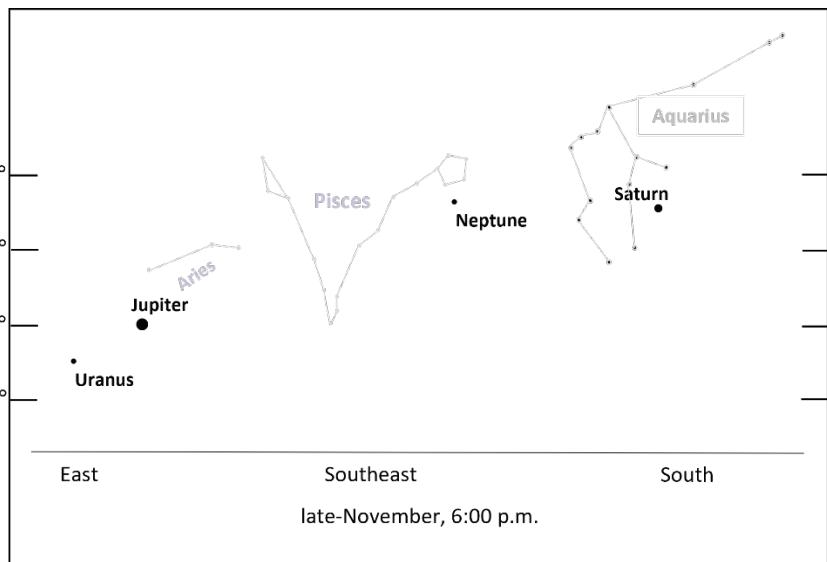 Aquarius
Pisces
Saturn
Neptune
Aries
Jupiter
Uranus
East Southeast South
late-November, 6:00 p.m.